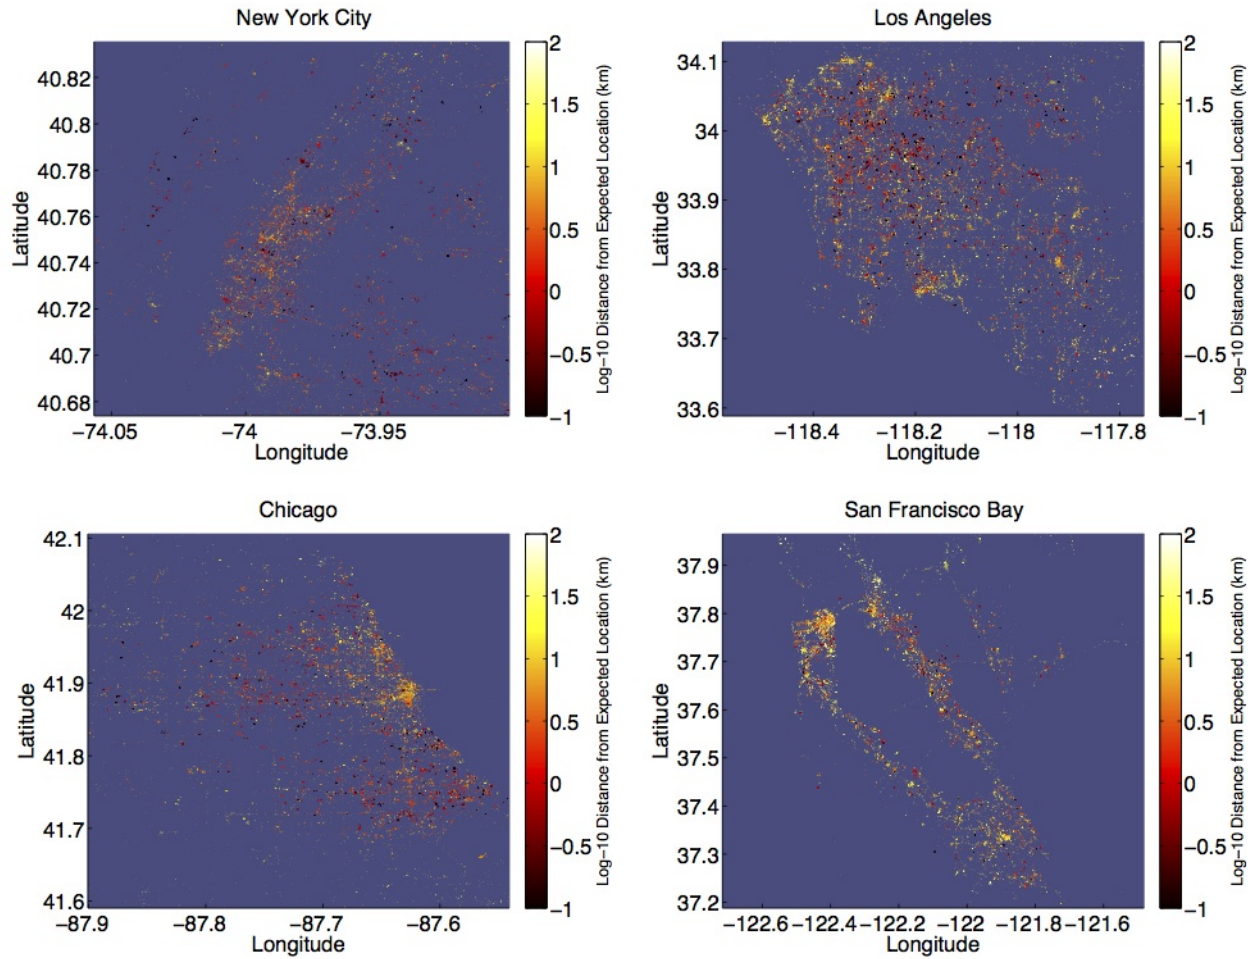 New York City
40.82
40.8
40.78
40.76
40.74
40.72
40.7
40.68
Latitude
−74.05 −74 −73.95
Longitude
2
1.5
1
0.5
0
−0.5
−1
Log−10 Distance from Expected Location (km)
Los Angeles
34.1
34
33.9
33.8
33.7
33.6
Latitude
−118.4 −118.2 −118 −117.8
Longitude
2
1.5
1
0.5
0
−0.5
−1
Log−10 Distance from Expected Location (km)
Chicago
42.1
42
41.9
41.8
41.7
41.6
Latitude
−87.9 −87.8 −87.7 −87.6
Longitude
2
1.5
1
0.5
0
−0.5
−1
Log−10 Distance from Expected Location (km)
San Francisco Bay
37.9
37.8
37.7
37.6
37.5
37.4
37.3
37.2
Latitude
−122.6 −122.4 −122.2 −122 −121.8 −121.6
Longitude
2
1.5
1
0.5
0
−0.5
−1
Log−10 Distance from Expected Location (km)